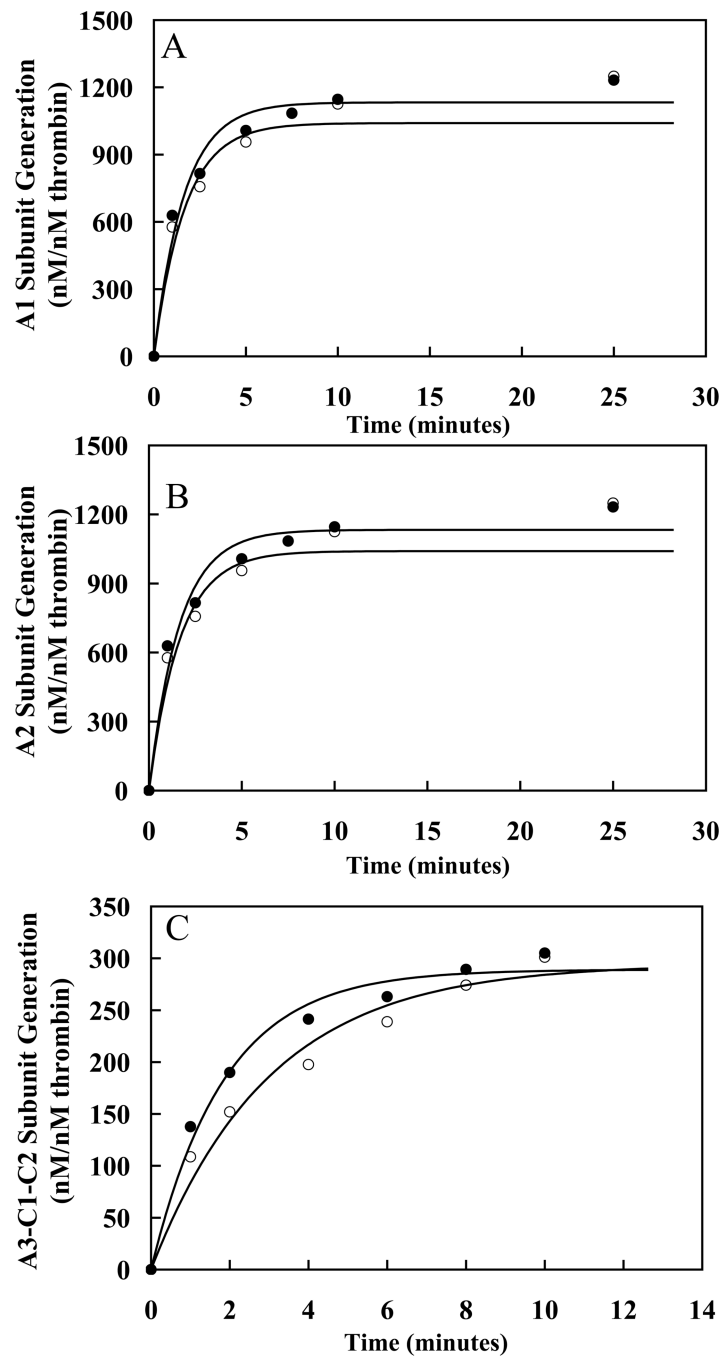 A
A1 Subunit Generation
(nM/nM thrombin)
1500
1200
900
600
300
0
0 5 10 15 20 25 30
Time (minutes)
B
A2 Subunit Generation
(nM/nM thrombin)
1500
1200
900
600
300
0
0 5 10 15 20 25 30
Time (minutes)
C
A3-C1-C2 Subunit Generation
(nM/nM thrombin)
350
300
250
200
150
100
50
0
0 2 4 6 8 10 12 14
Time (minutes)